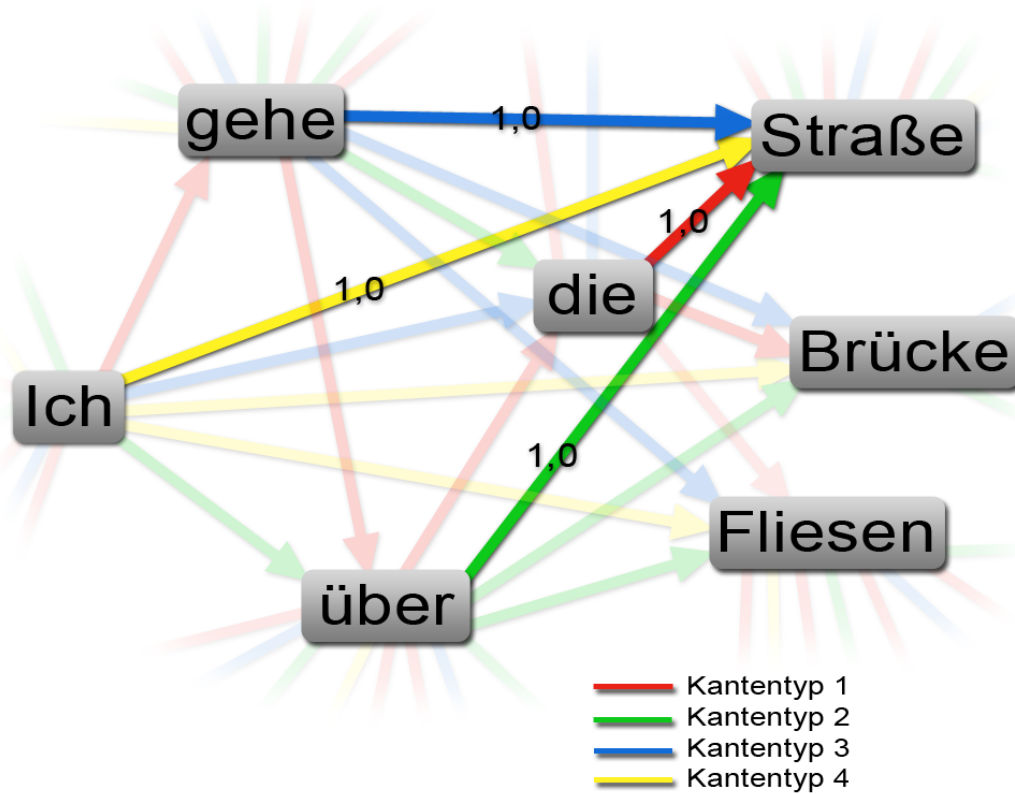 gehe
1,0
Straße
1,0
1,0
die
Brücke
Ich
1,0
Fliesen
über
Kantentyp 1
Kantentyp 2
Kantentyp 3
Kantentyp 4